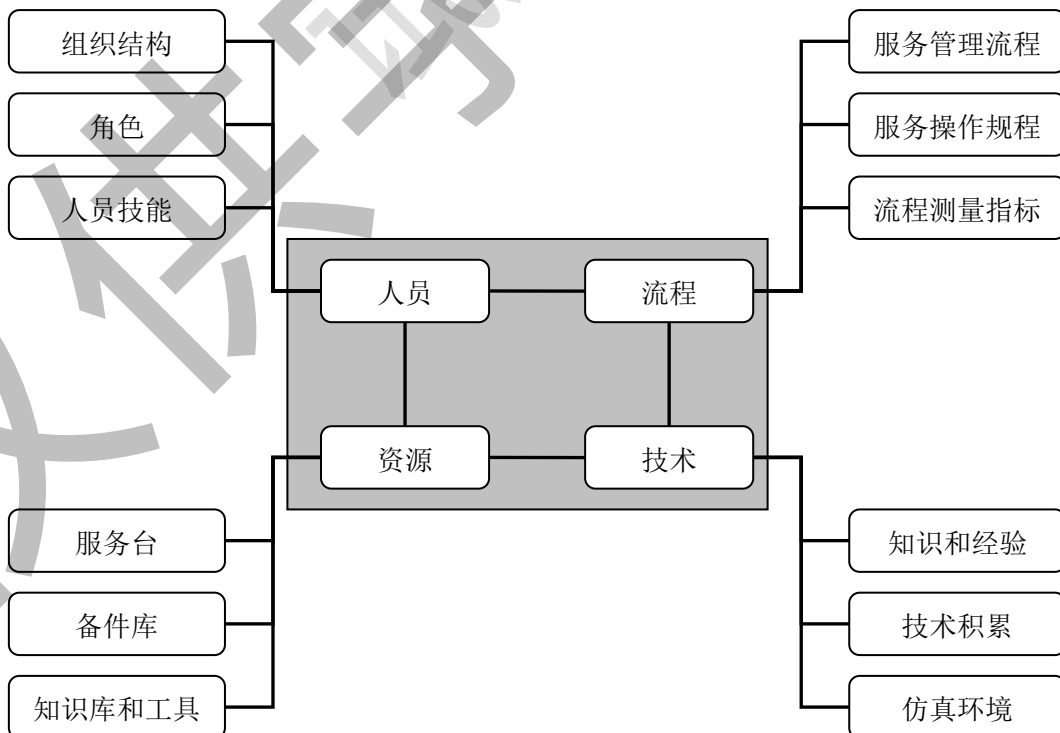 组织结构
角色
人员技能
服务管理流程
服务操作规程
流程测量指标
人员
流程
资源
技术
服务台
备件库
知识库和工具
知识和经验
技术积累
仿真环境